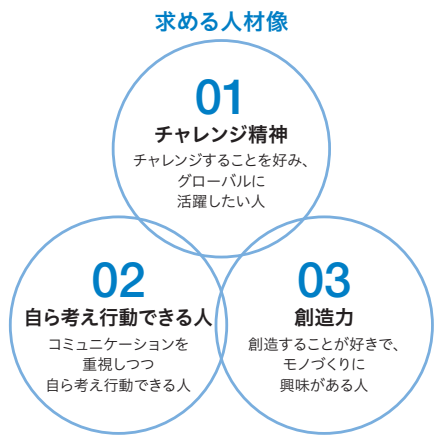 求める人材像
01
チャレンジ精神
チャレンジすることを好み、
グローバルに
活躍したい人
02
自ら考え行動できる人
コミュニケーションを
重視しつつ
自ら考え行動できる人
03
創造力
創造することが好きで、
モノづくりに
興味がある人